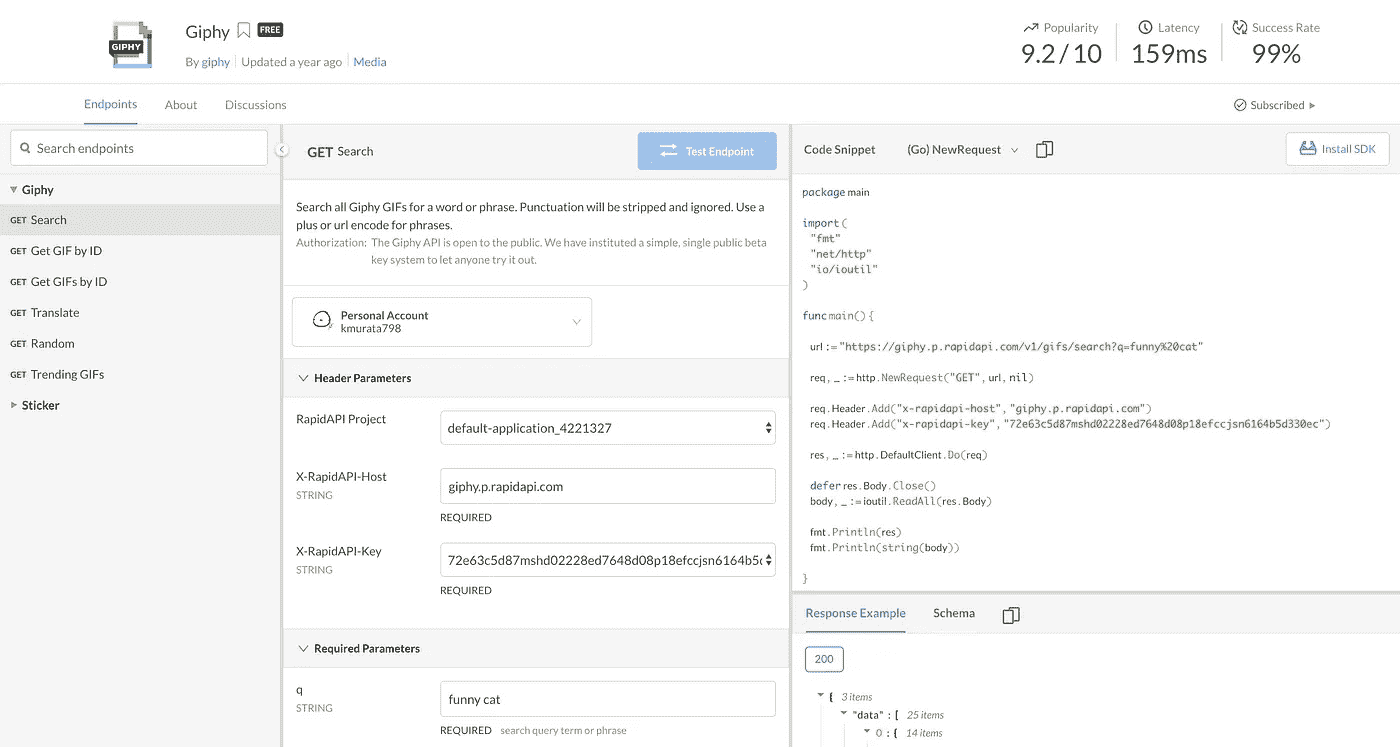 GIPHY
Giphy FREE
By giphy Updated a year ago Media
Popularity
9.2 / 10
Latency
159ms
Success Rate
99%
Endpoints About Discussions
Subscribed
Search endpoints
Giphy
GET Search
GET Get GIF by ID
GET Get GIFs by ID
GET Translate
GET Random
GET Trending GIFs
Sticker
GET Search
Test Endpoint
Search all Giphy GIFs for a word or phrase. Punctuation will be stripped and ignored. Use a
plus or url encode for phrases.
Authorization: The Giphy API is open to the public. We have instituted a simple, single public beta
key system to let anyone try it out.
Personal Account
kmurata798
Header Parameters
RapidAPI Project
default-application_4221327
X-RapidAPI-Host
STRING
giphy.p.rapidapi.com
REQUIRED
X-RapidAPI-Key
STRING
72e63c5d87mshd02228ed7648d08p18efccjsn6164b5
REQUIRED
Required Parameters
q
STRING
funny cat
REQUIRED search query term or phrase
Code Snippet (Go) NewRequest
Install SDK
package main
import (
"fmt"
"net/http"
"io/ioutil"
)
func main() {
url := "https://giphy.p.rapidapi.com/v1/gifs/search?q=funny%20cat"
req, _ := http.NewRequest("GET", url, nil)
req.Header.Add("x-rapidapi-host", "giphy.p.rapidapi.com")
req.Header.Add("x-rapidapi-key", "72e63c5d87mshd02228ed7648d08p18efccjsn6164b5d330ec")
res, _ := http.DefaultClient.Do(req)
defer res.Body.Close()
body, _ := ioutil.ReadAll(res.Body)
fmt.Println(res)
fmt.Println(string(body))
}
Response Example Schema
200
{ 3 items
"data" : [ 25 items
0 : { 14 items